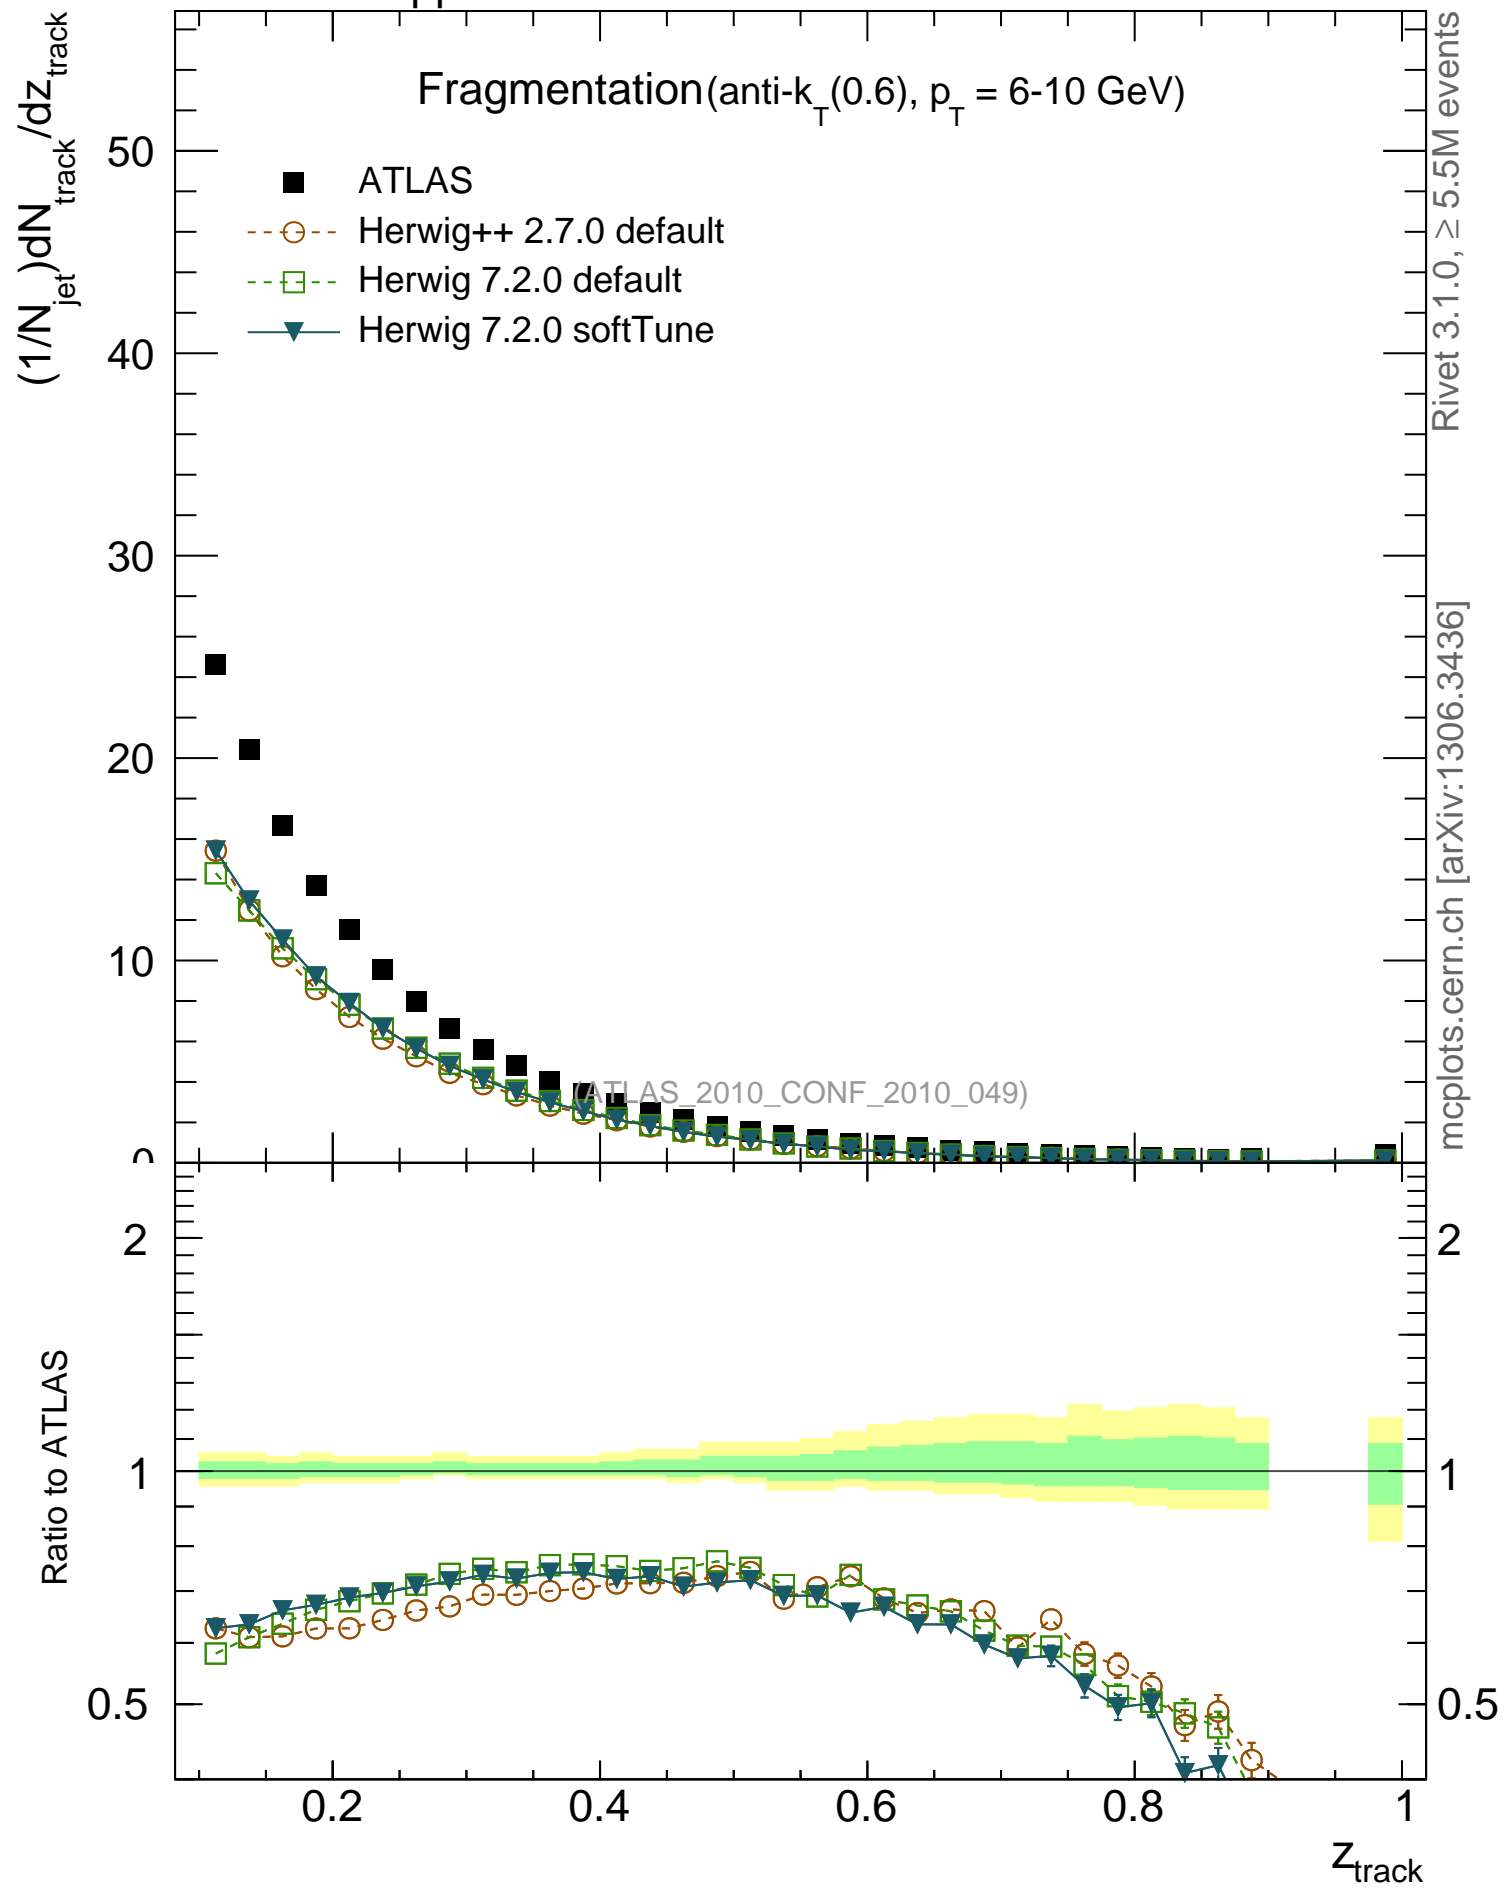 Fragmentation (anti-k_T(0.6), p_T = 6-10 GeV)
(1/N_jet)dN_track/dz_track
ATLAS
Herwig++ 2.7.0 default
Herwig 7.2.0 default
Herwig 7.2.0 softTune
50
40
30
20
10
0
(ATLAS_2010_CONF_2010_049)
Rivet 3.1.0, ≥ 5.5M events
mcplots.cern.ch [arXiv:1306.3436]
Ratio to ATLAS
2
1
0.5
2
1
0.5
0.2
0.4
0.6
0.8
1
z_track